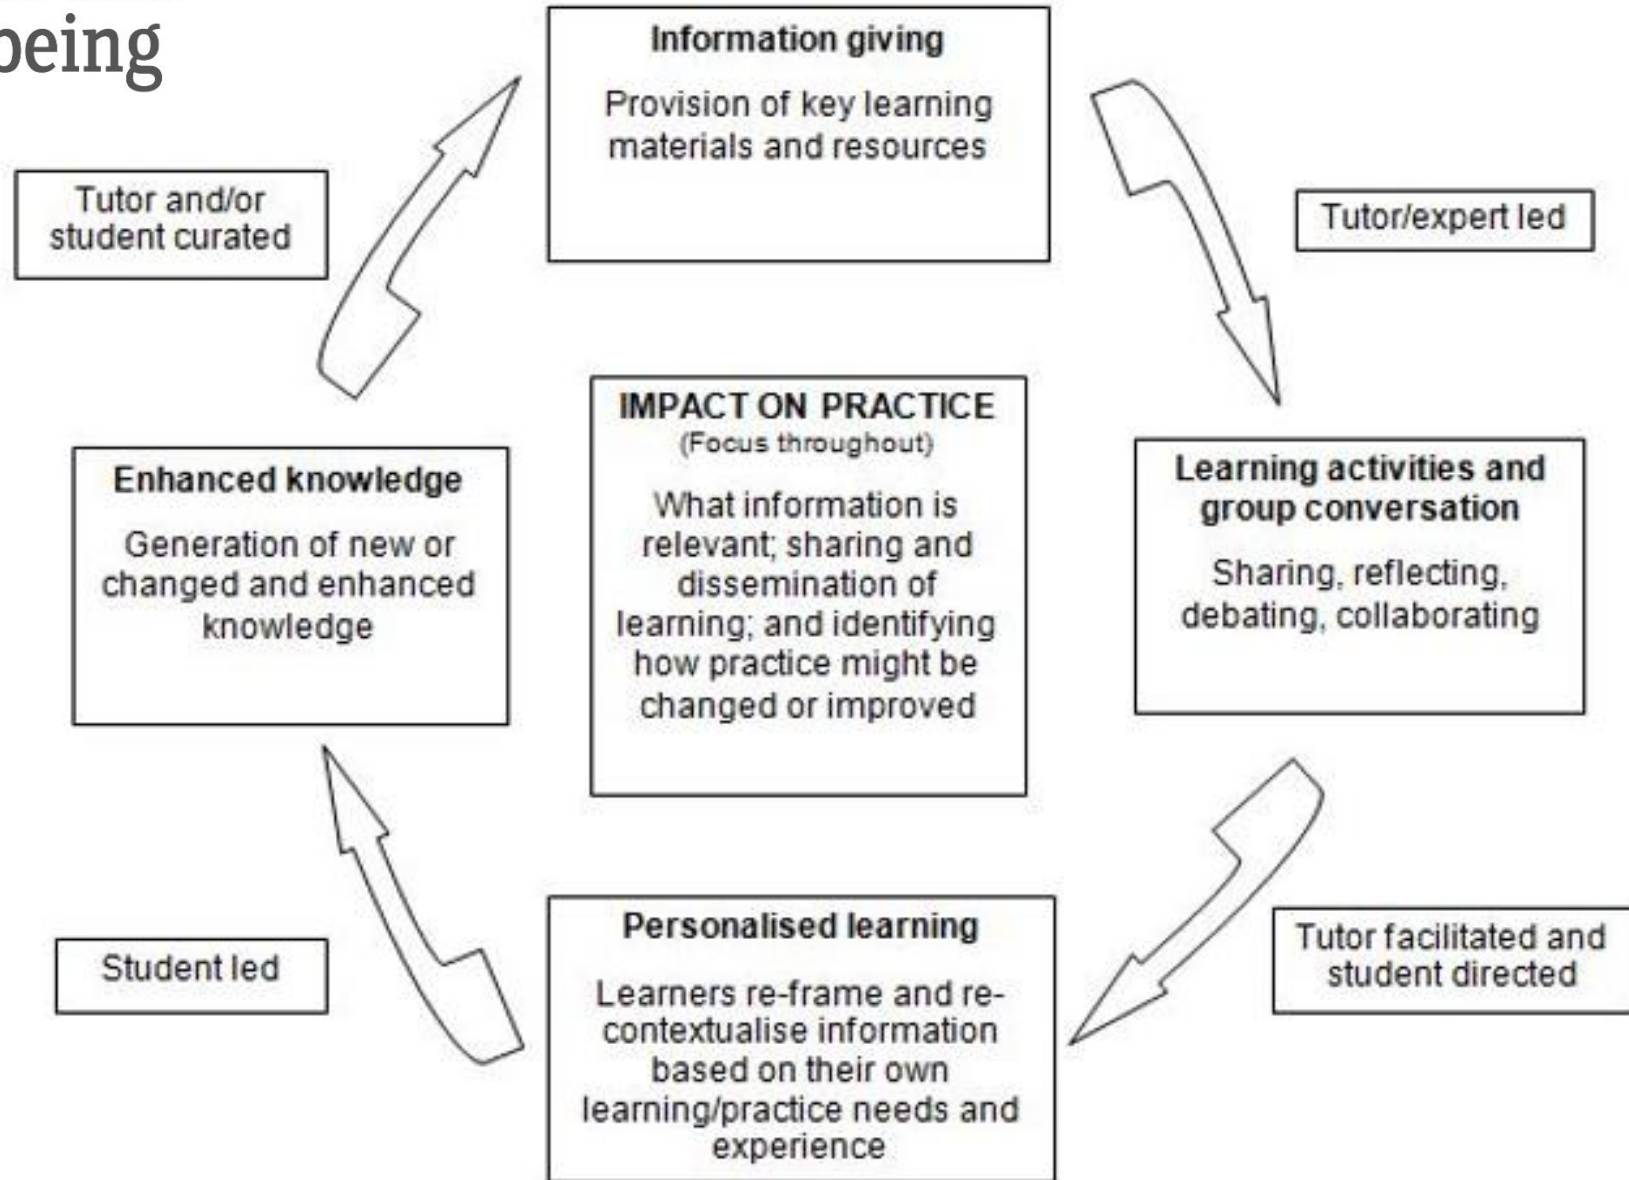 being
Information giving
Provision of key learning
materials and resources
Tutor and/or
student curated
Tutor/expert led
IMPACT ON PRACTICE
(Focus throughout)
What information is
relevant; sharing and
dissemination of
learning; and identifying
how practice might be
changed or improved
Enhanced knowledge
Generation of new or
changed and enhanced
knowledge
Learning activities and
group conversation
Sharing, reflecting,
debating, collaborating
Student led
Personalised learning
Learners re-frame and re-
contextualise information
based on their own
learning/practice needs and
experience
Tutor facilitated and
student directed